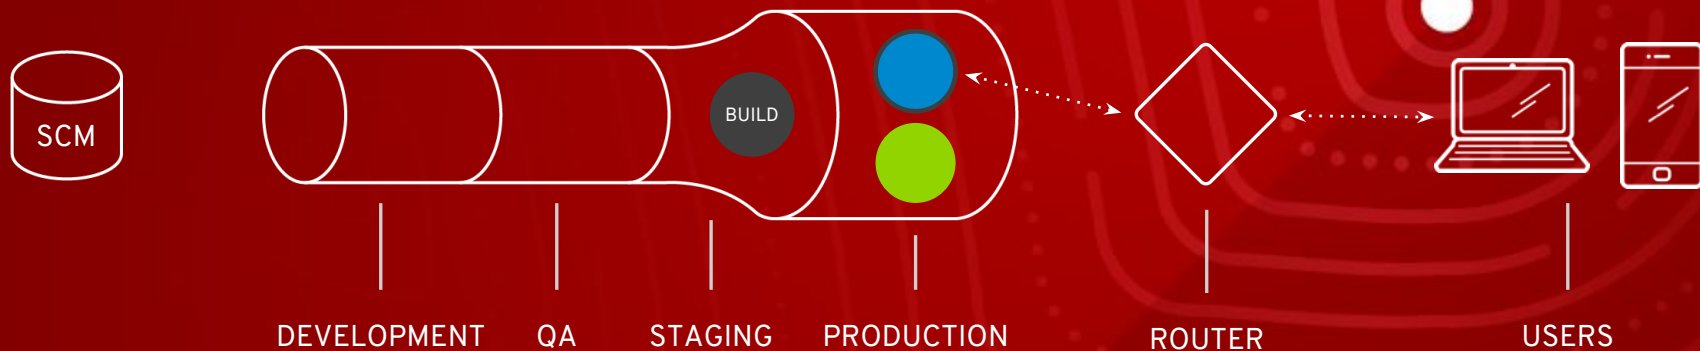 SCM
BUILD
DEVELOPMENT
QA
STAGING
PRODUCTION
ROUTER
USERS